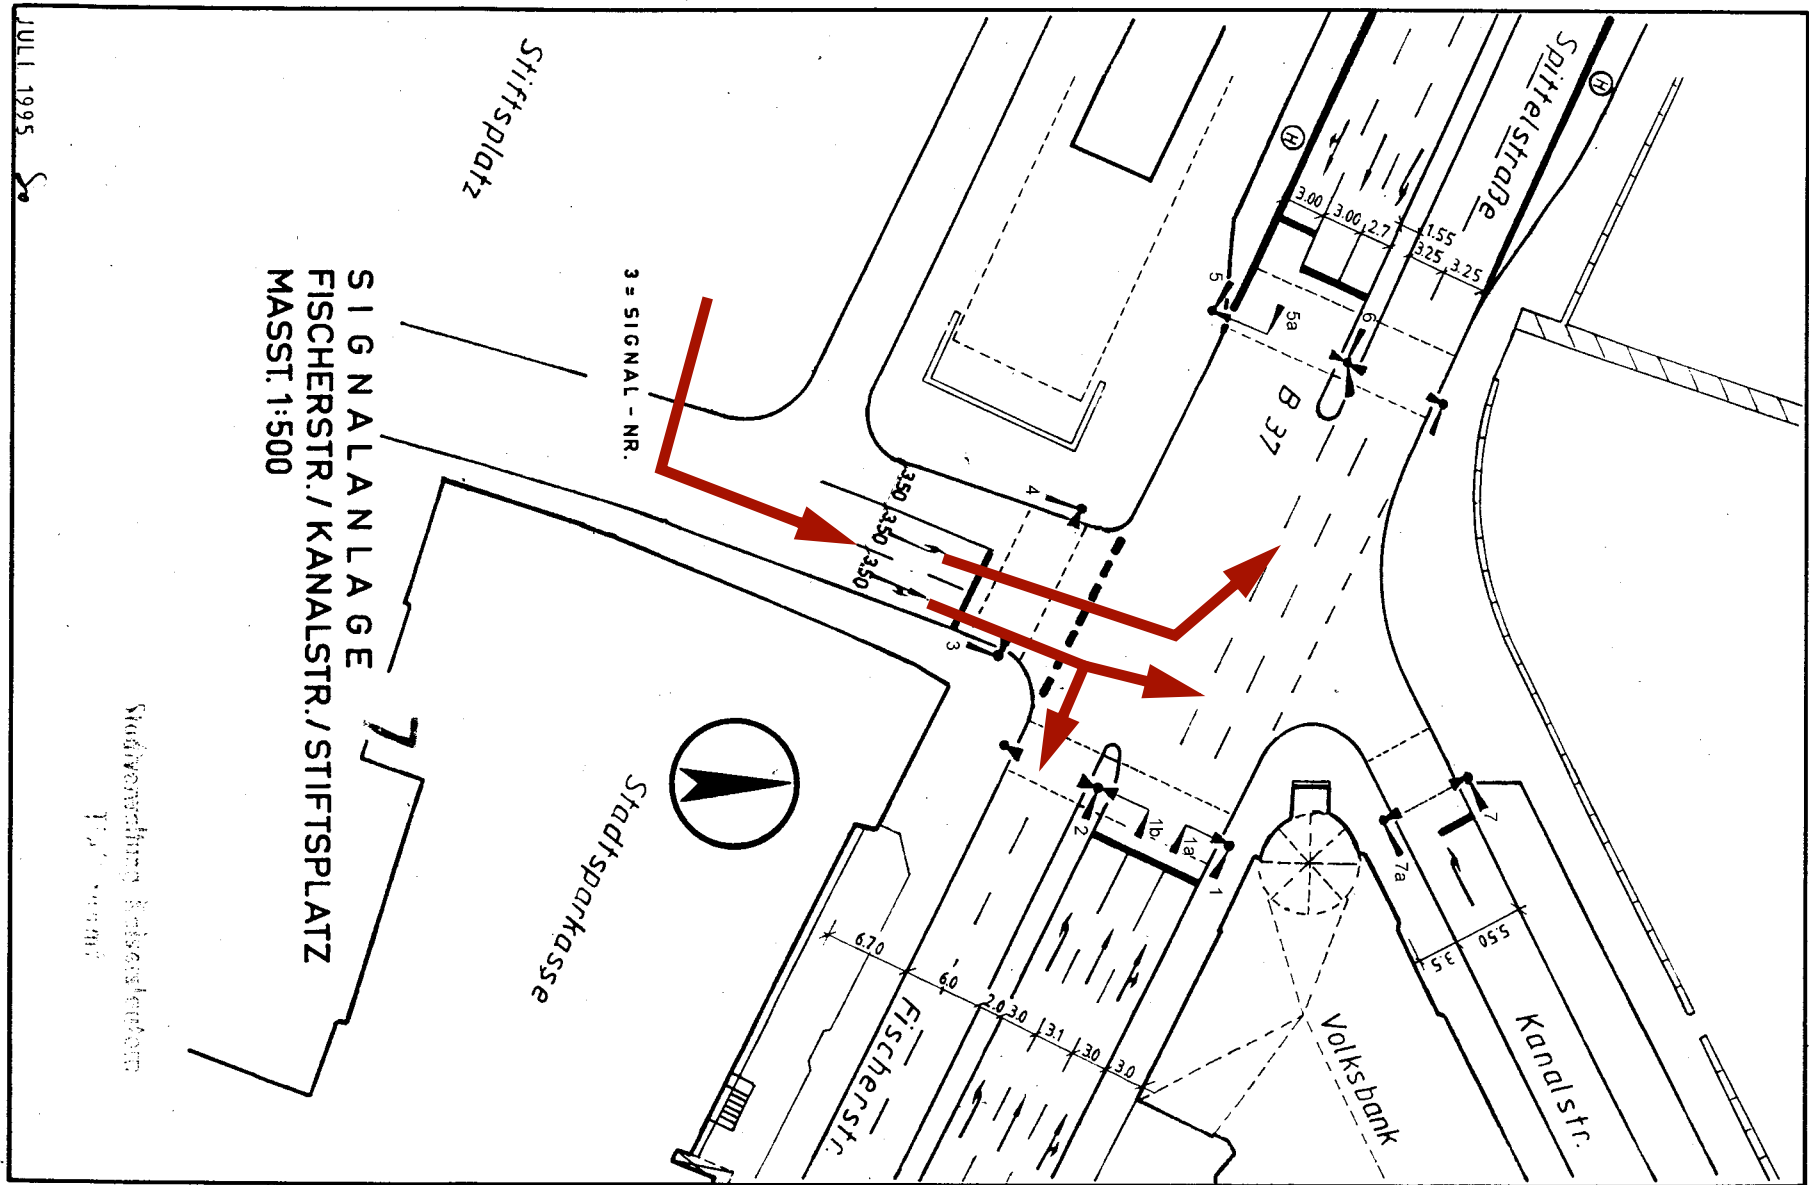 JULI 1995
Stiftsplatz
SIGNALANLAGE
FISCHERSTR./ KANALSTR./ STIFTSPLATZ
MASST. 1:500
3 = SIGNAL - NR.
Spittelstraße
H
H
3.00
3.00
2.7
1.55
3.25
3.25
5
5a
6
B 37
4
3.50
3.50
3.50
3
2
1b
1a
1
7
7a
5.50
3.5
Stadtsparkasse
6.70
6.0
2.0
3.0
3.1
3.0
3.0
Fischerstr.
Volksbank
Kanalstr.
7